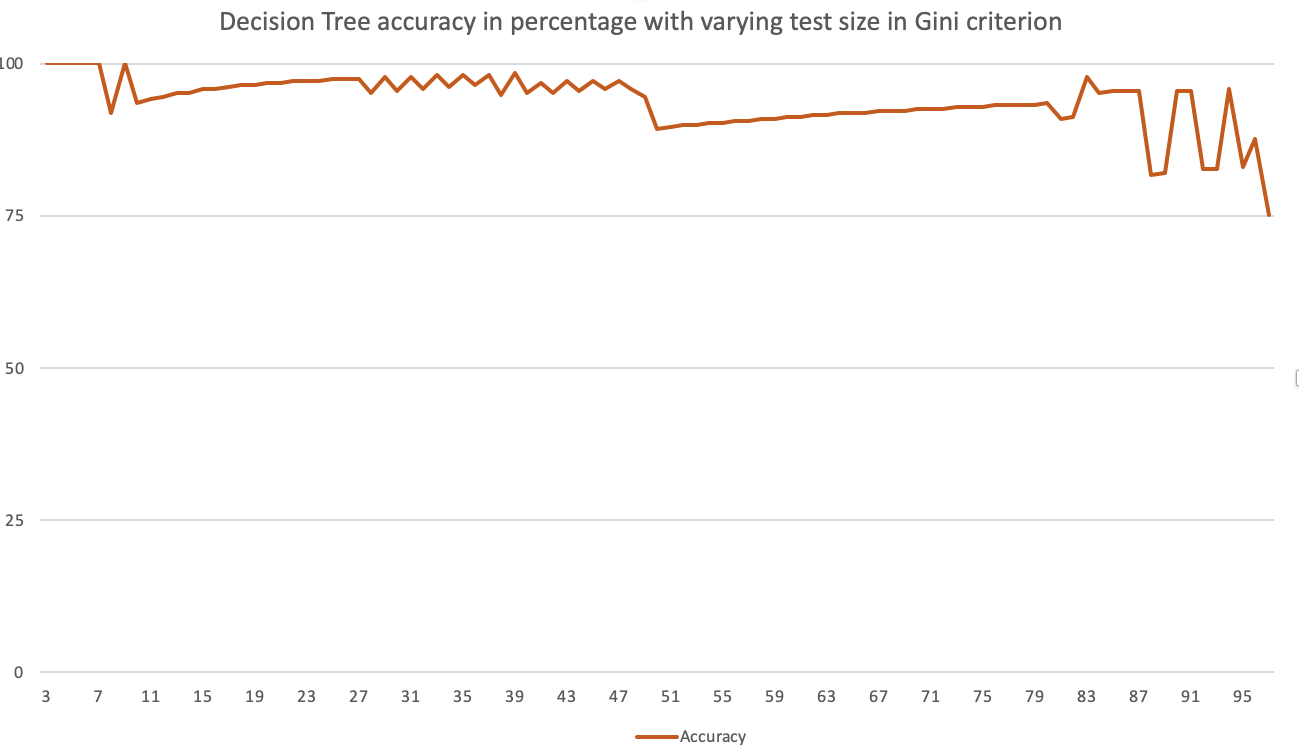 Decision Tree accuracy in percentage with varying test size in Gini criterion
100
75
50
25
0
3 7 11 15 19 23 27 31 35 39 43 47 51 55 59 63 67 71 75 79 83 87 91 95
Accuracy